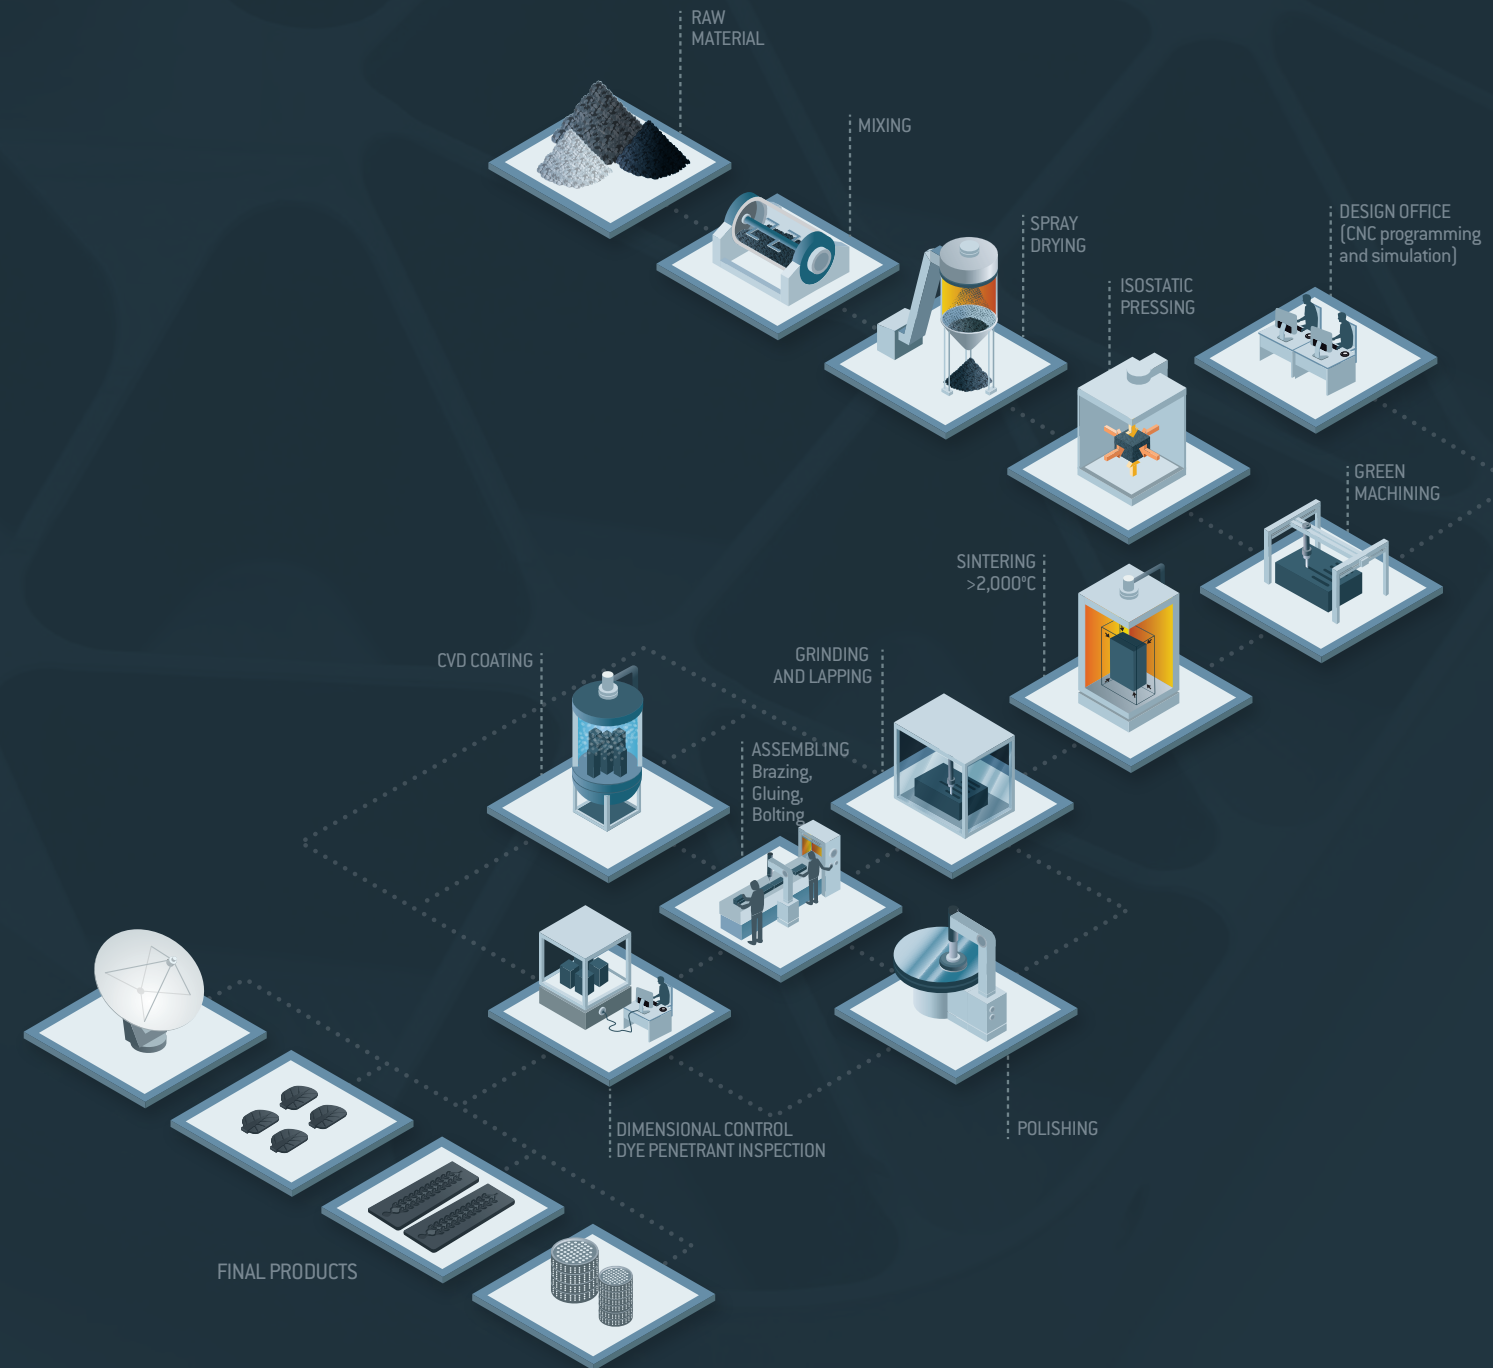 RAW
MATERIAL
MIXING
SPRAY
DRYING
DESIGN OFFICE
(CNC programming
and simulation)
ISOSTATIC
PRESSING
GREEN
MACHINING
SINTERING
>2,000°C
GRINDING
AND LAPPING
CVD COATING
ASSEMBLING
Brazing,
Gluing,
Bolting
DIMENSIONAL CONTROL
DYE PENETRANT INSPECTION
POLISHING
FINAL PRODUCTS